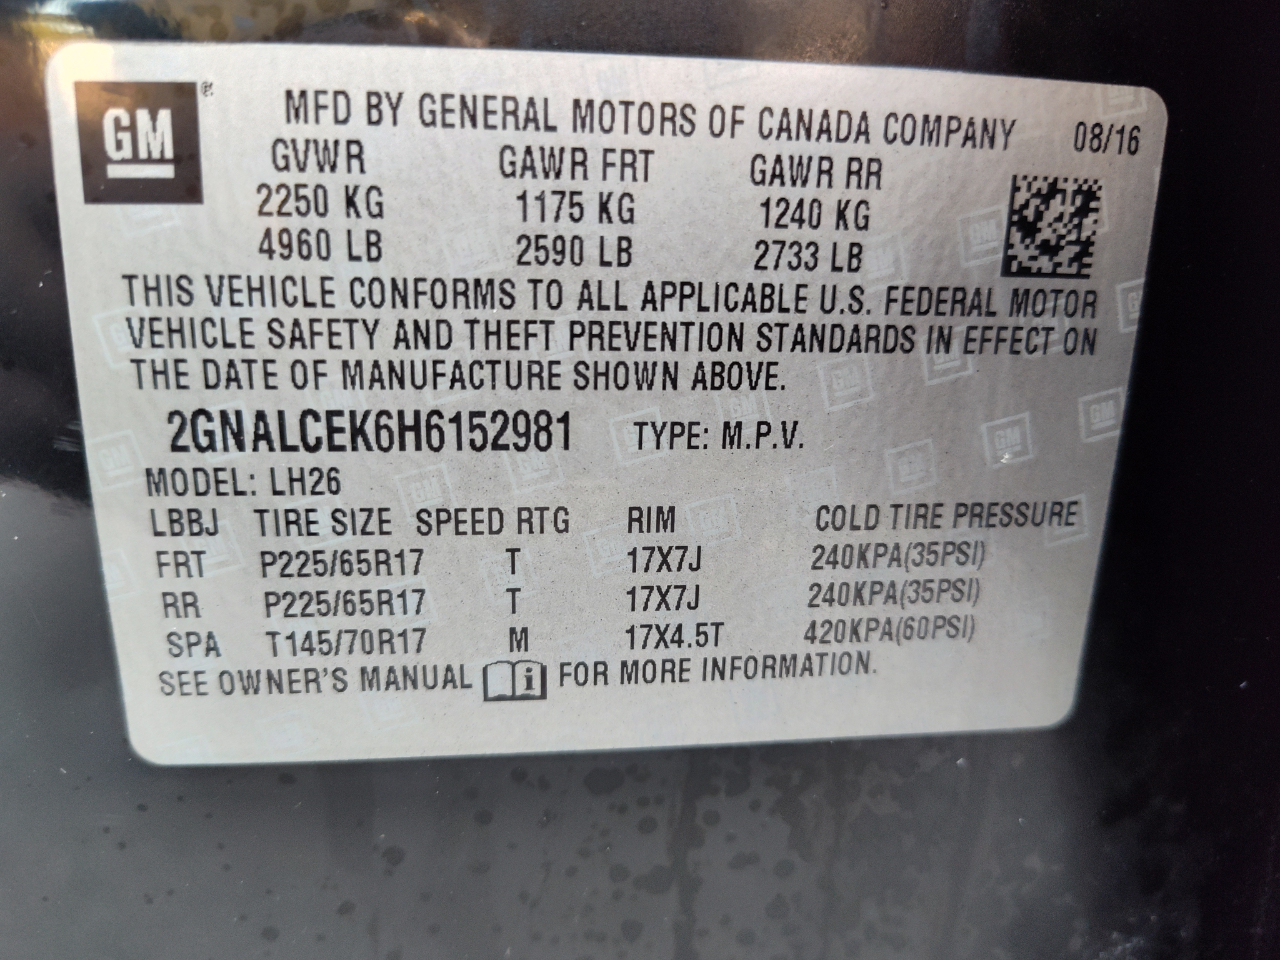 GM®
MFD BY GENERAL MOTORS OF CANADA COMPANY 08/16
GVWR GAWR FRT GAWR RR
2250 KG 1175 KG 1240 KG
4960 LB 2590 LB 2733 LB
THIS VEHICLE CONFORMS TO ALL APPLICABLE U.S. FEDERAL MOTOR
VEHICLE SAFETY AND THEFT PREVENTION STANDARDS IN EFFECT ON
THE DATE OF MANUFACTURE SHOWN ABOVE.
2GNALCEK6H6152981 TYPE: M.P.V.
MODEL: LH26
LBBJ TIRE SIZE SPEED RTG RIM COLD TIRE PRESSURE
FRT P225/65R17 T 17X7J 240KPA(35PSI)
RR P225/65R17 T 17X7J 240KPA(35PSI)
SPA T145/70R17 M 17X4.5T 420KPA(60PSI)
SEE OWNER'S MANUAL i FOR MORE INFORMATION.